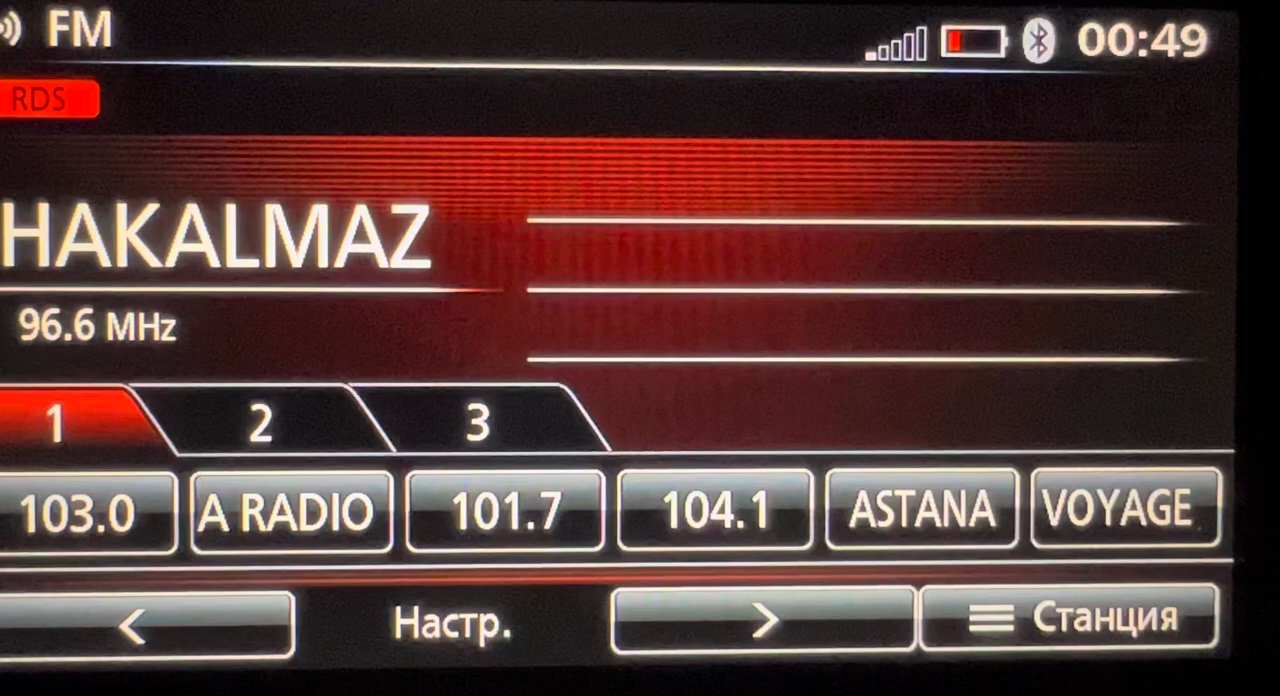 FM
00:49
RDS
HAKALMAZ
96.6 MHz
1 2 3
103.0 A RADIO 101.7 104.1 ASTANA VOYAGE
< Настр. > Станция